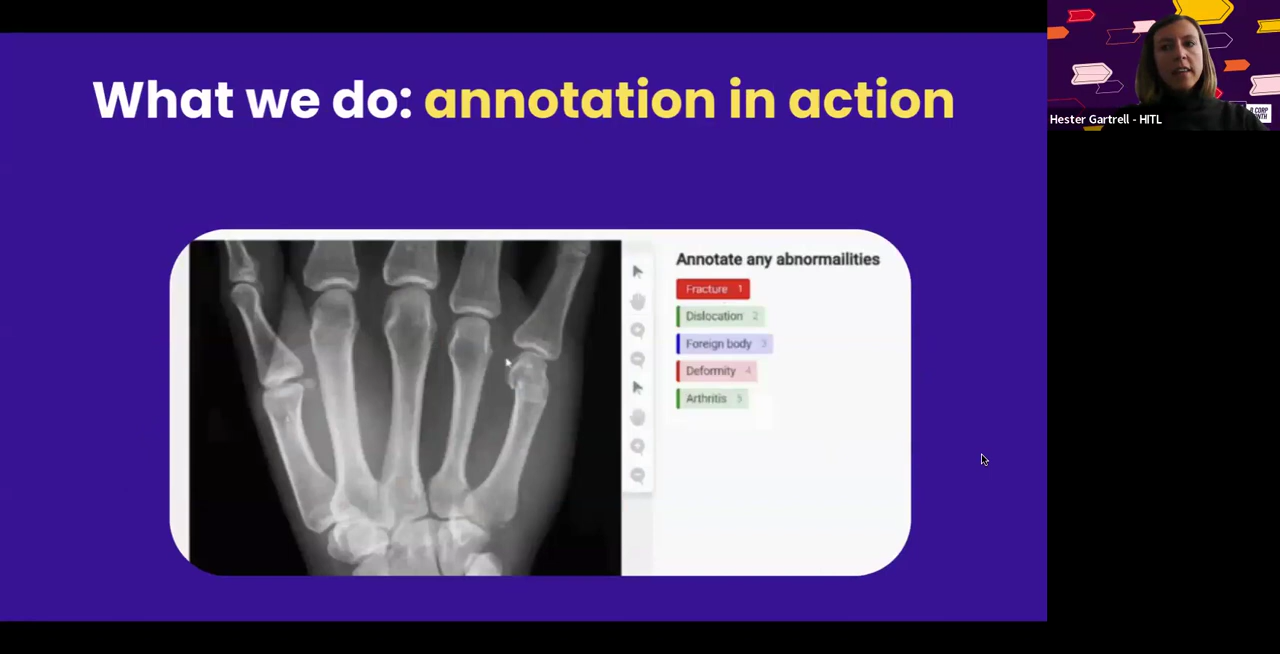 What we do: annotation in action
Annotate any abnormailities
Fracture 1
Dislocation 2
Foreign body 3
Deformity 4
Arthritis 5
Hester Gartrell - HITL